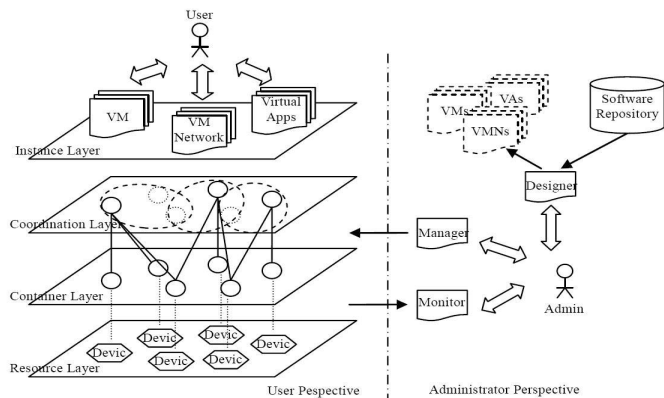 User
VM
VM
Network
Virtual
Apps
Instance Layer
Coordination Layer
Container Layer
Devic
Devic
Devic
Devic
Devic
Devic
Resource Layer
User Pespective
VMs
VAs
VMNs
Software
Repository
Designer
Manager
Monitor
Admin
Administrator Perspective